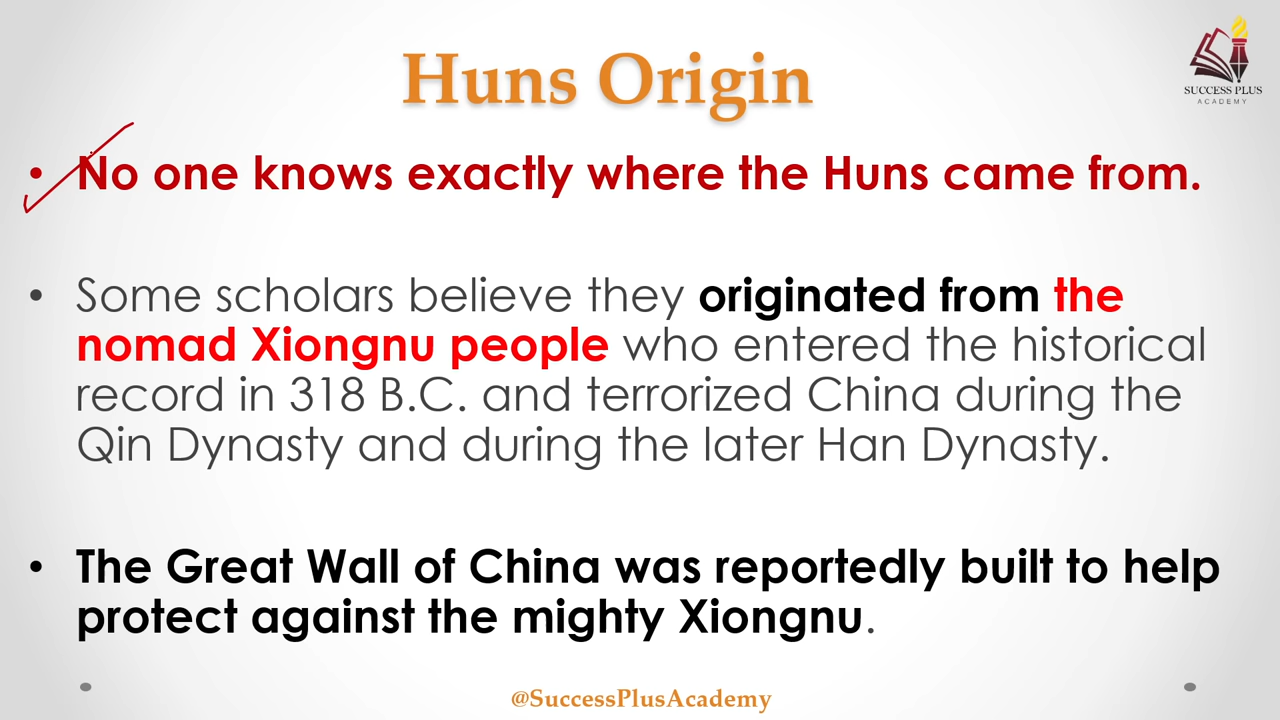 Huns Origin
SUCCESS PLUS
ACADEMY
• No one knows exactly where the Huns came from.
• Some scholars believe they originated from the
nomad Xiongnu people who entered the historical
record in 318 B.C. and terrorized China during the
Qin Dynasty and during the later Han Dynasty.
• The Great Wall of China was reportedly built to help
protect against the mighty Xiongnu.
@SuccessPlusAcademy